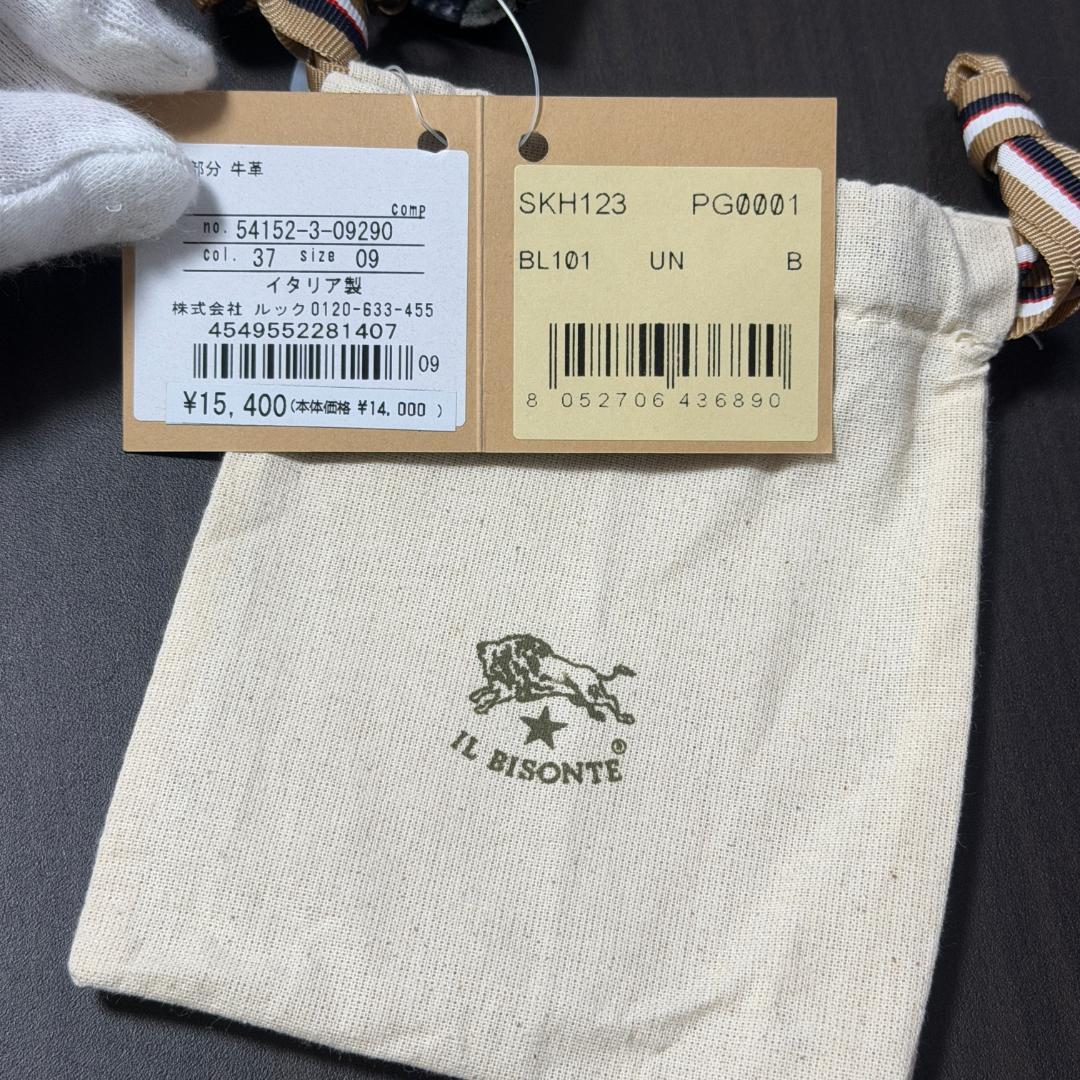 部分 牛革
comp
no. 54152-3-09290
col. 37 size 09
イタリア製
株式会社 ルック 0120-633-455
4549552281407
09
¥15,400(本体価格 ¥14,000 )
SKH123 PG0001
BL101 UN B
8 052706 436890
IL BISONTE®